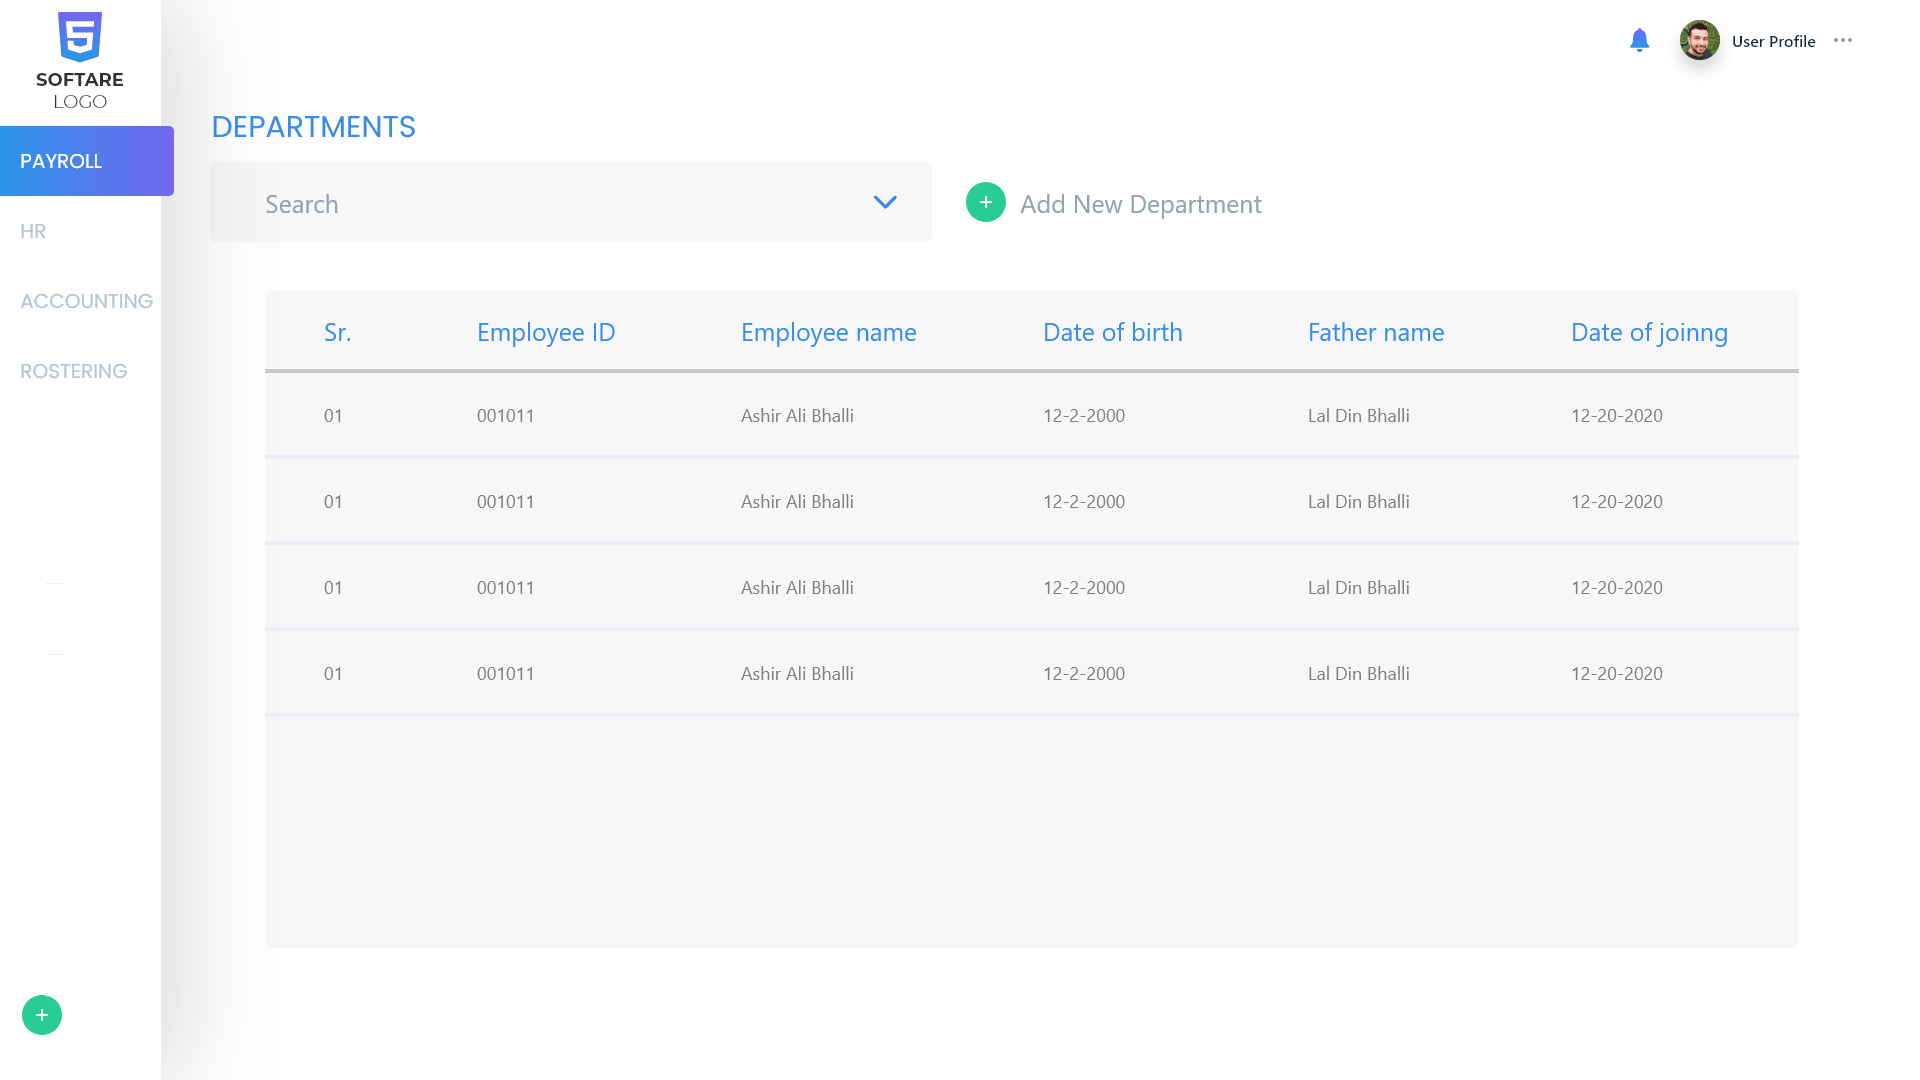 SOFTARE
LOGO
User Profile
DEPARTMENTS
PAYROLL
HR
ACCOUNTING
ROSTERING
Search
Add New Department
Sr. Employee ID Employee name Date of birth Father name Date of joinng
01 001011 Ashir Ali Bhalli 12-2-2000 Lal Din Bhalli 12-20-2020
01 001011 Ashir Ali Bhalli 12-2-2000 Lal Din Bhalli 12-20-2020
01 001011 Ashir Ali Bhalli 12-2-2000 Lal Din Bhalli 12-20-2020
01 001011 Ashir Ali Bhalli 12-2-2000 Lal Din Bhalli 12-20-2020